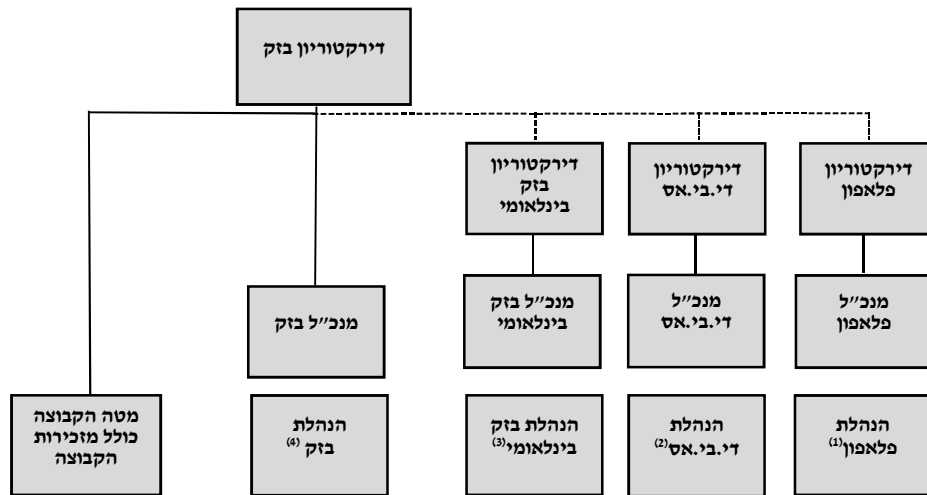 דירקטוריון בזק
דירקטוריון
פלאפון
דירקטוריון
די.בי.אס
דירקטוריון
בזק
בינלאומי
מנכ״ל
פלאפון
מנכ״ל
די.בי.אס
מנכ״ל בזק
בינלאומי
מנכ״ל בזק
הנהלת
פלאפון(1)
הנהלת
די.בי.אס(2)
הנהלת בזק
בינלאומי(3)
הנהלת
בזק (4)
מטה הקבוצה
כולל מזכירות
הקבוצה